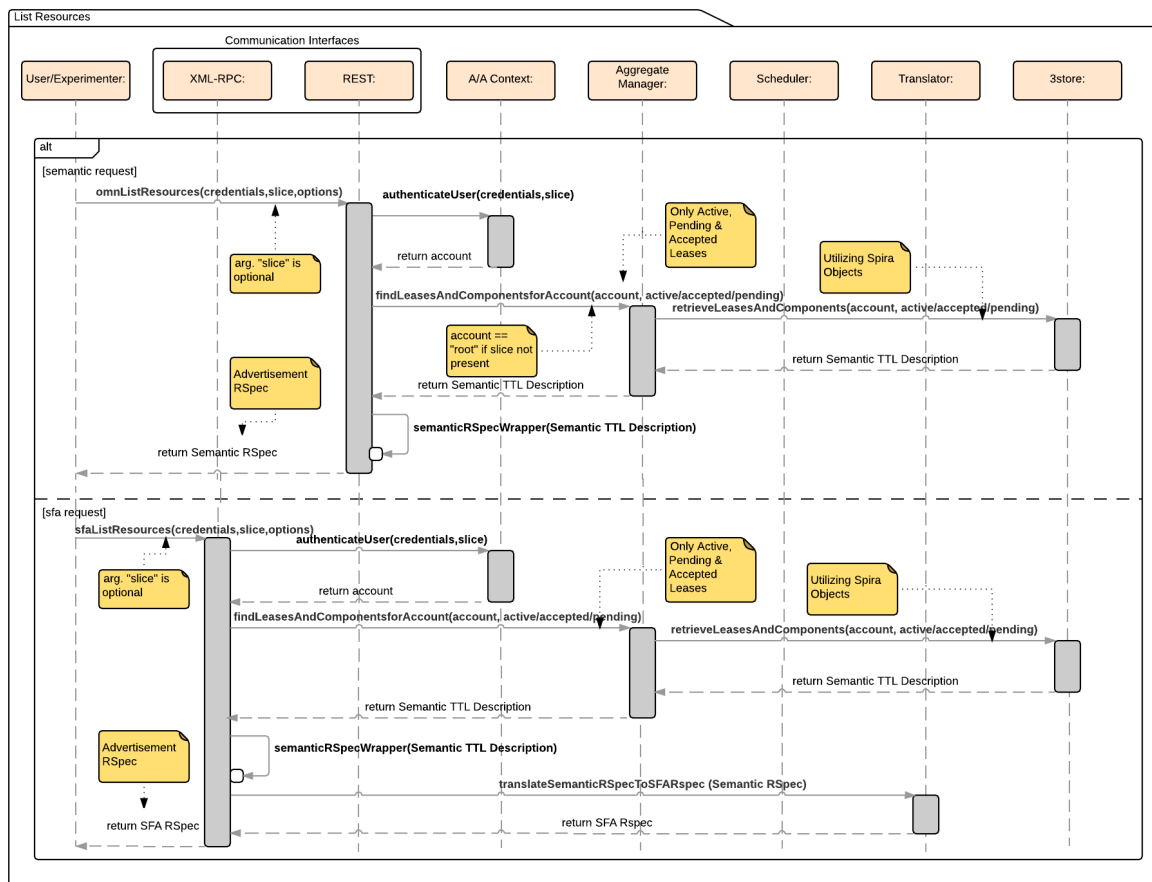 List Resources
Communication Interfaces
User/Experimenter:
XML-RPC:
REST:
A/A Context:
Aggregate
Manager:
Scheduler:
Translator:
3store:
alt
[semantic request]
omnListResources(credentials,slice,options)
authenticateUser(credentials,slice)
Only Active,
Pending &
Accepted
Leases
arg. "slice" is
optional
return account
Utilizing Spira
Objects
findLeasesAndComponentsforAccount(account, active/accepted/pending)
retrieveLeasesAndComponents(account, active/accepted/pending)
account ==
"root" if slice not
present
return Semantic TTL Description
Advertisement
RSpec
return Semantic TTL Description
semanticRSpecWrapper(Semantic TTL Description)
return Semantic RSpec
[sfa request]
sfaListResources(credentials,slice,options)
authenticateUser(credentials,slice)
Only Active,
Pending &
Accepted
Leases
arg. "slice" is
optional
return account
Utilizing Spira
Objects
findLeasesAndComponentsforAccount(account, active/accepted/pending)
retrieveLeasesAndComponents(account, active/accepted/pending)
return Semantic TTL Description
return Semantic TTL Description
Advertisement
RSpec
semanticRSpecWrapper(Semantic TTL Description)
translateSemanticRSpecToSFARspec (Semantic RSpec)
return SFA RSpec
return SFA Rspec